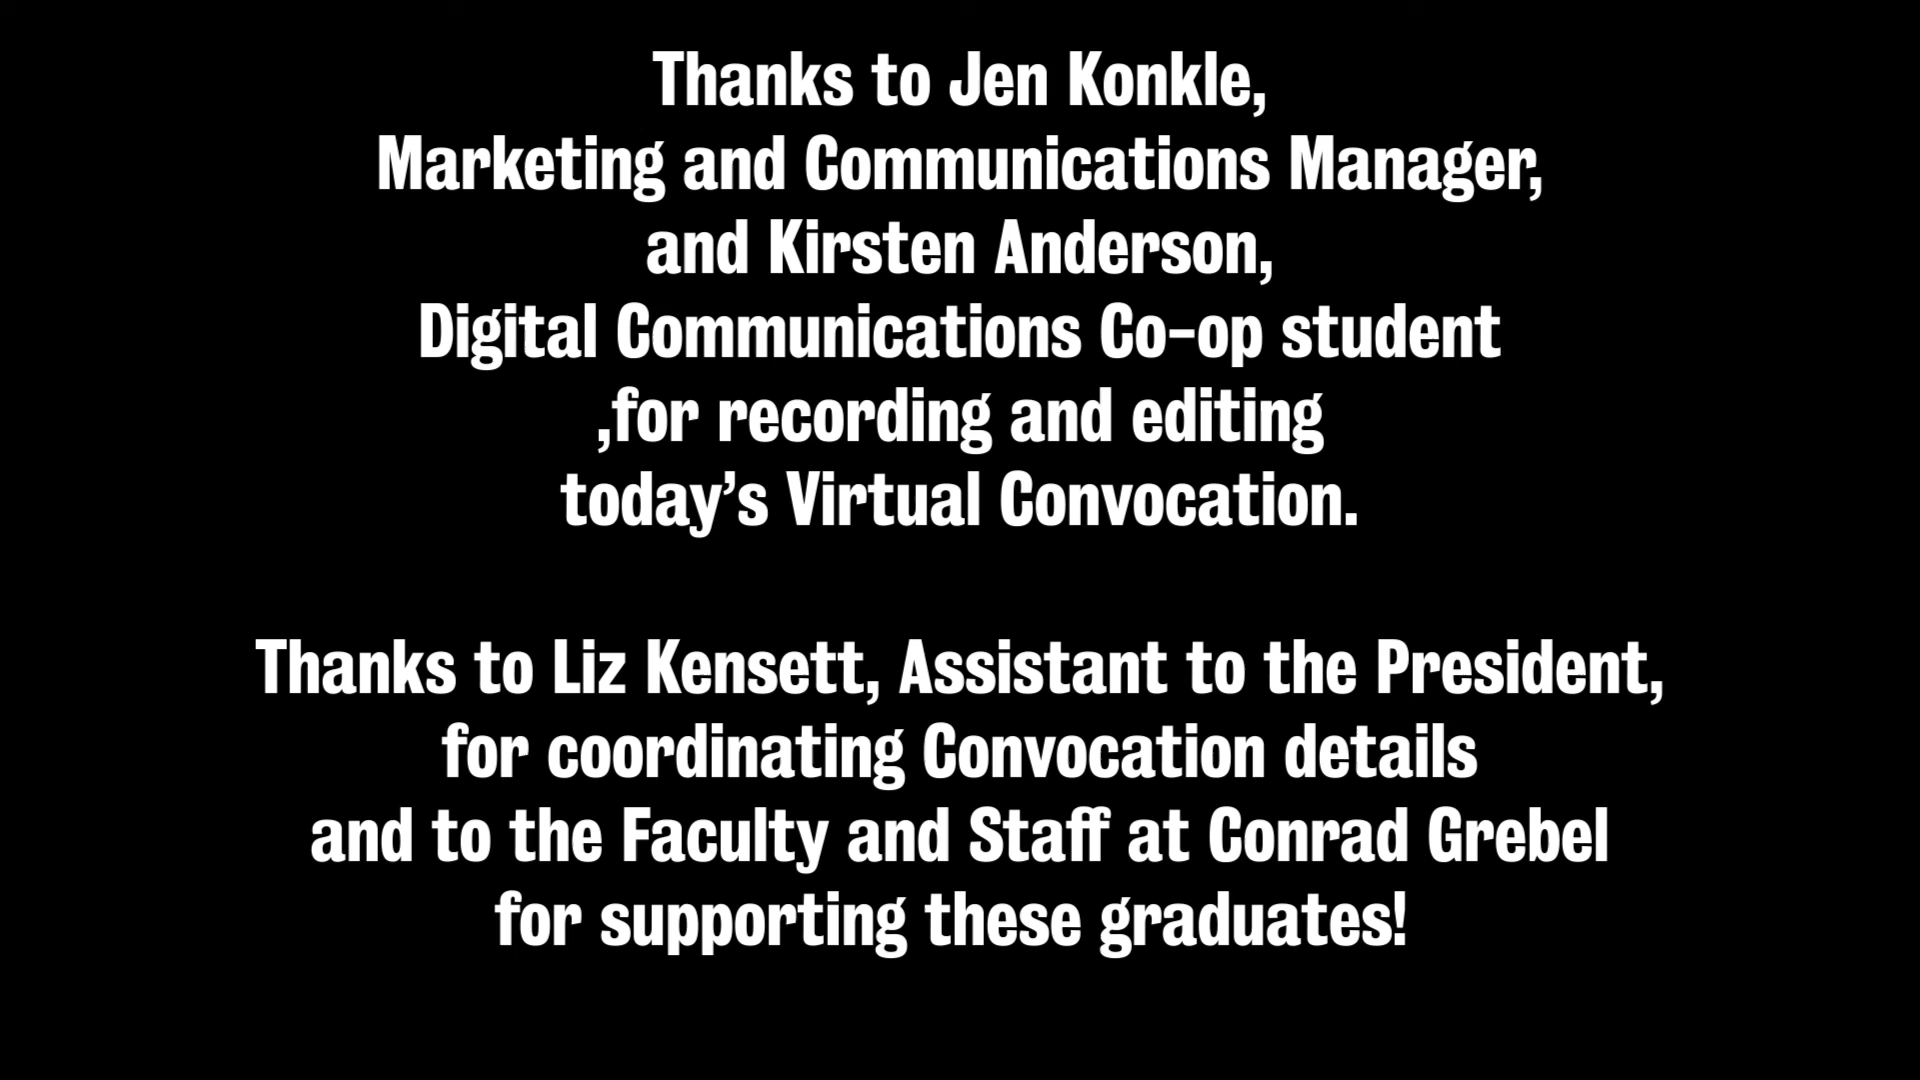 Thanks to Jen Konkle,
Marketing and Communications Manager,
and Kirsten Anderson,
Digital Communications Co-op student
,for recording and editing
today’s Virtual Convocation.
Thanks to Liz Kensett, Assistant to the President,
for coordinating Convocation details
and to the Faculty and Staff at Conrad Grebel
for supporting these graduates!